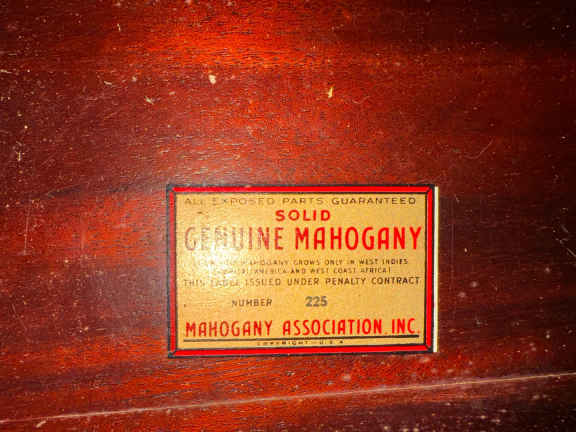 ALL EXPOSED PARTS GUARANTEED
SOLID
GENUINE MAHOGANY
MAHOGANY GROWS ONLY IN WEST INDIES,
AMERICA AND WEST COAST AFRICA)
THIS LABEL ISSUED UNDER PENALTY CONTRACT
NUMBER 225
MAHOGANY ASSOCIATION, INC.
COPYRIGHT - U.S.A.